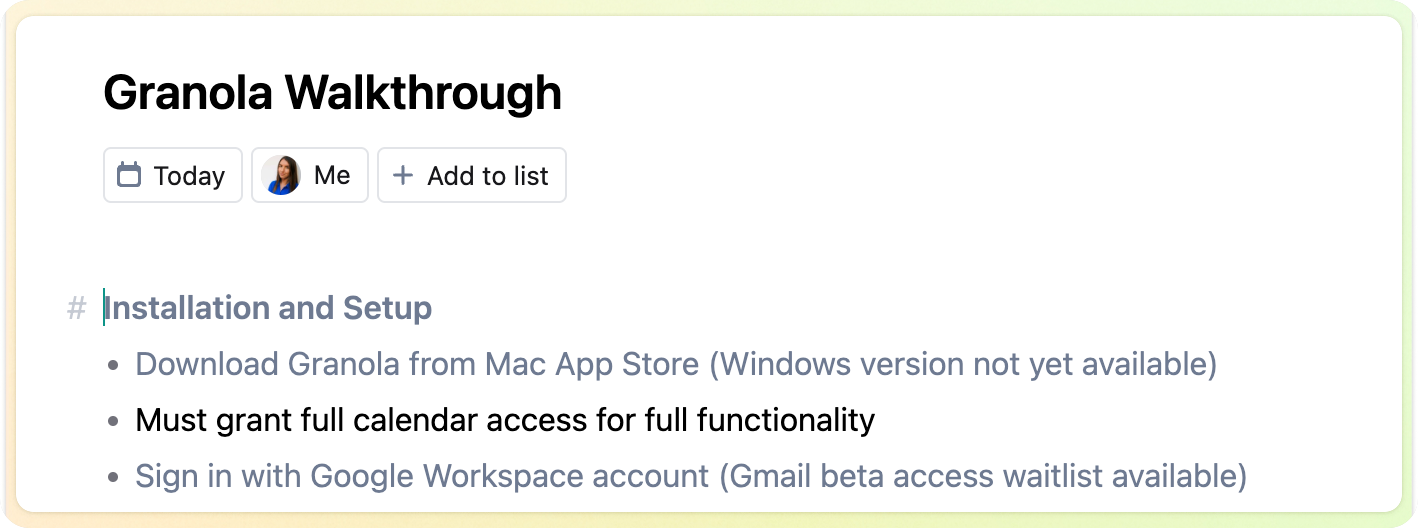 Granola Walkthrough
Today Me + Add to list
# Installation and Setup
• Download Granola from Mac App Store (Windows version not yet available)
• Must grant full calendar access for full functionality
• Sign in with Google Workspace account (Gmail beta access waitlist available)